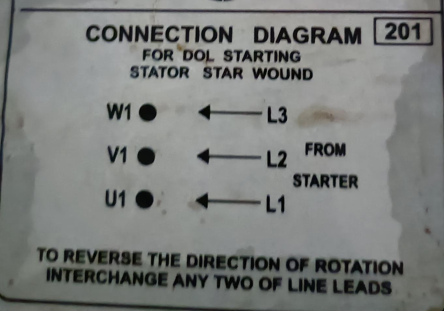 CONNECTION DIAGRAM 201
FOR DOL STARTING
STATOR STAR WOUND
W1 L3
V1 L2 FROM
STARTER
U1 L1
TO REVERSE THE DIRECTION OF ROTATION
INTERCHANGE ANY TWO OF LINE LEADS